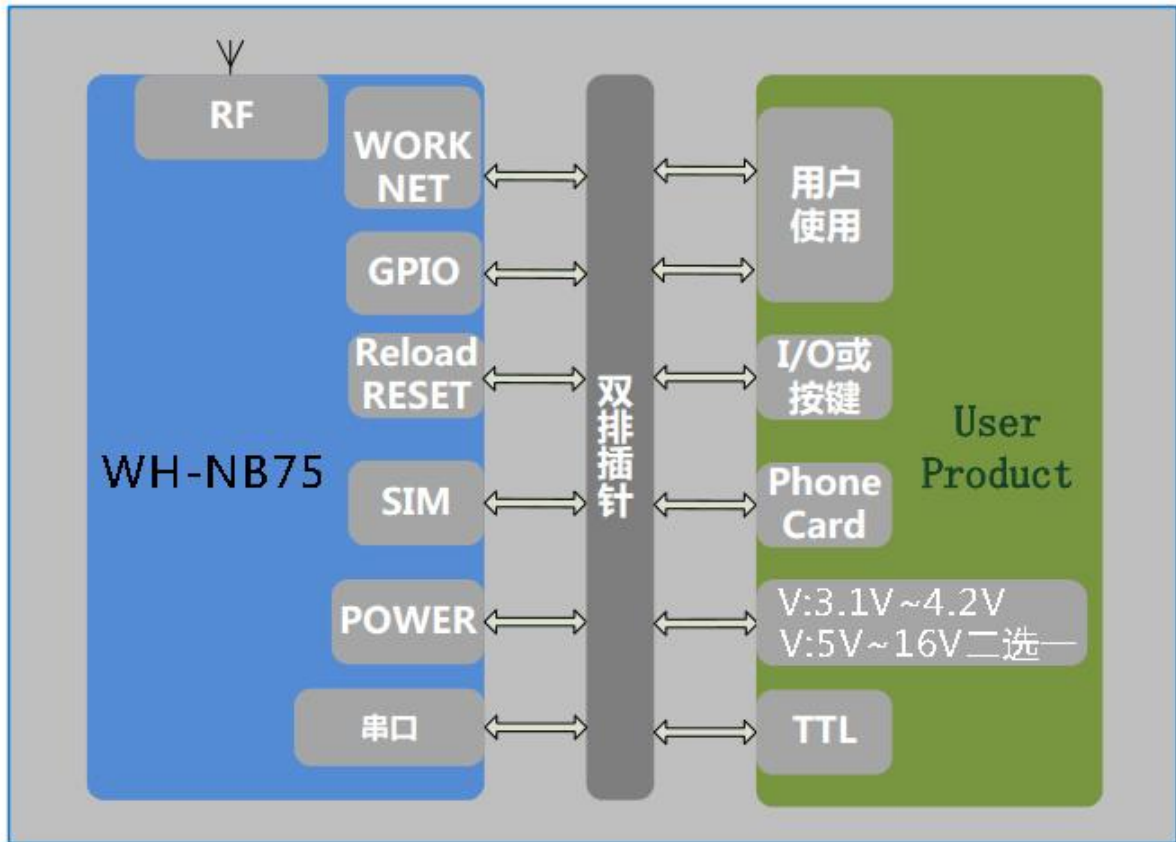 RF
WORK
NET
GPIO
Reload
RESET
WH-NB75
SIM
POWER
串口
双排插针
用户
使用
I/O或
按键
User
Product
Phone
Card
V:3.1V~4.2V
V:5V~16V二选一
TTL